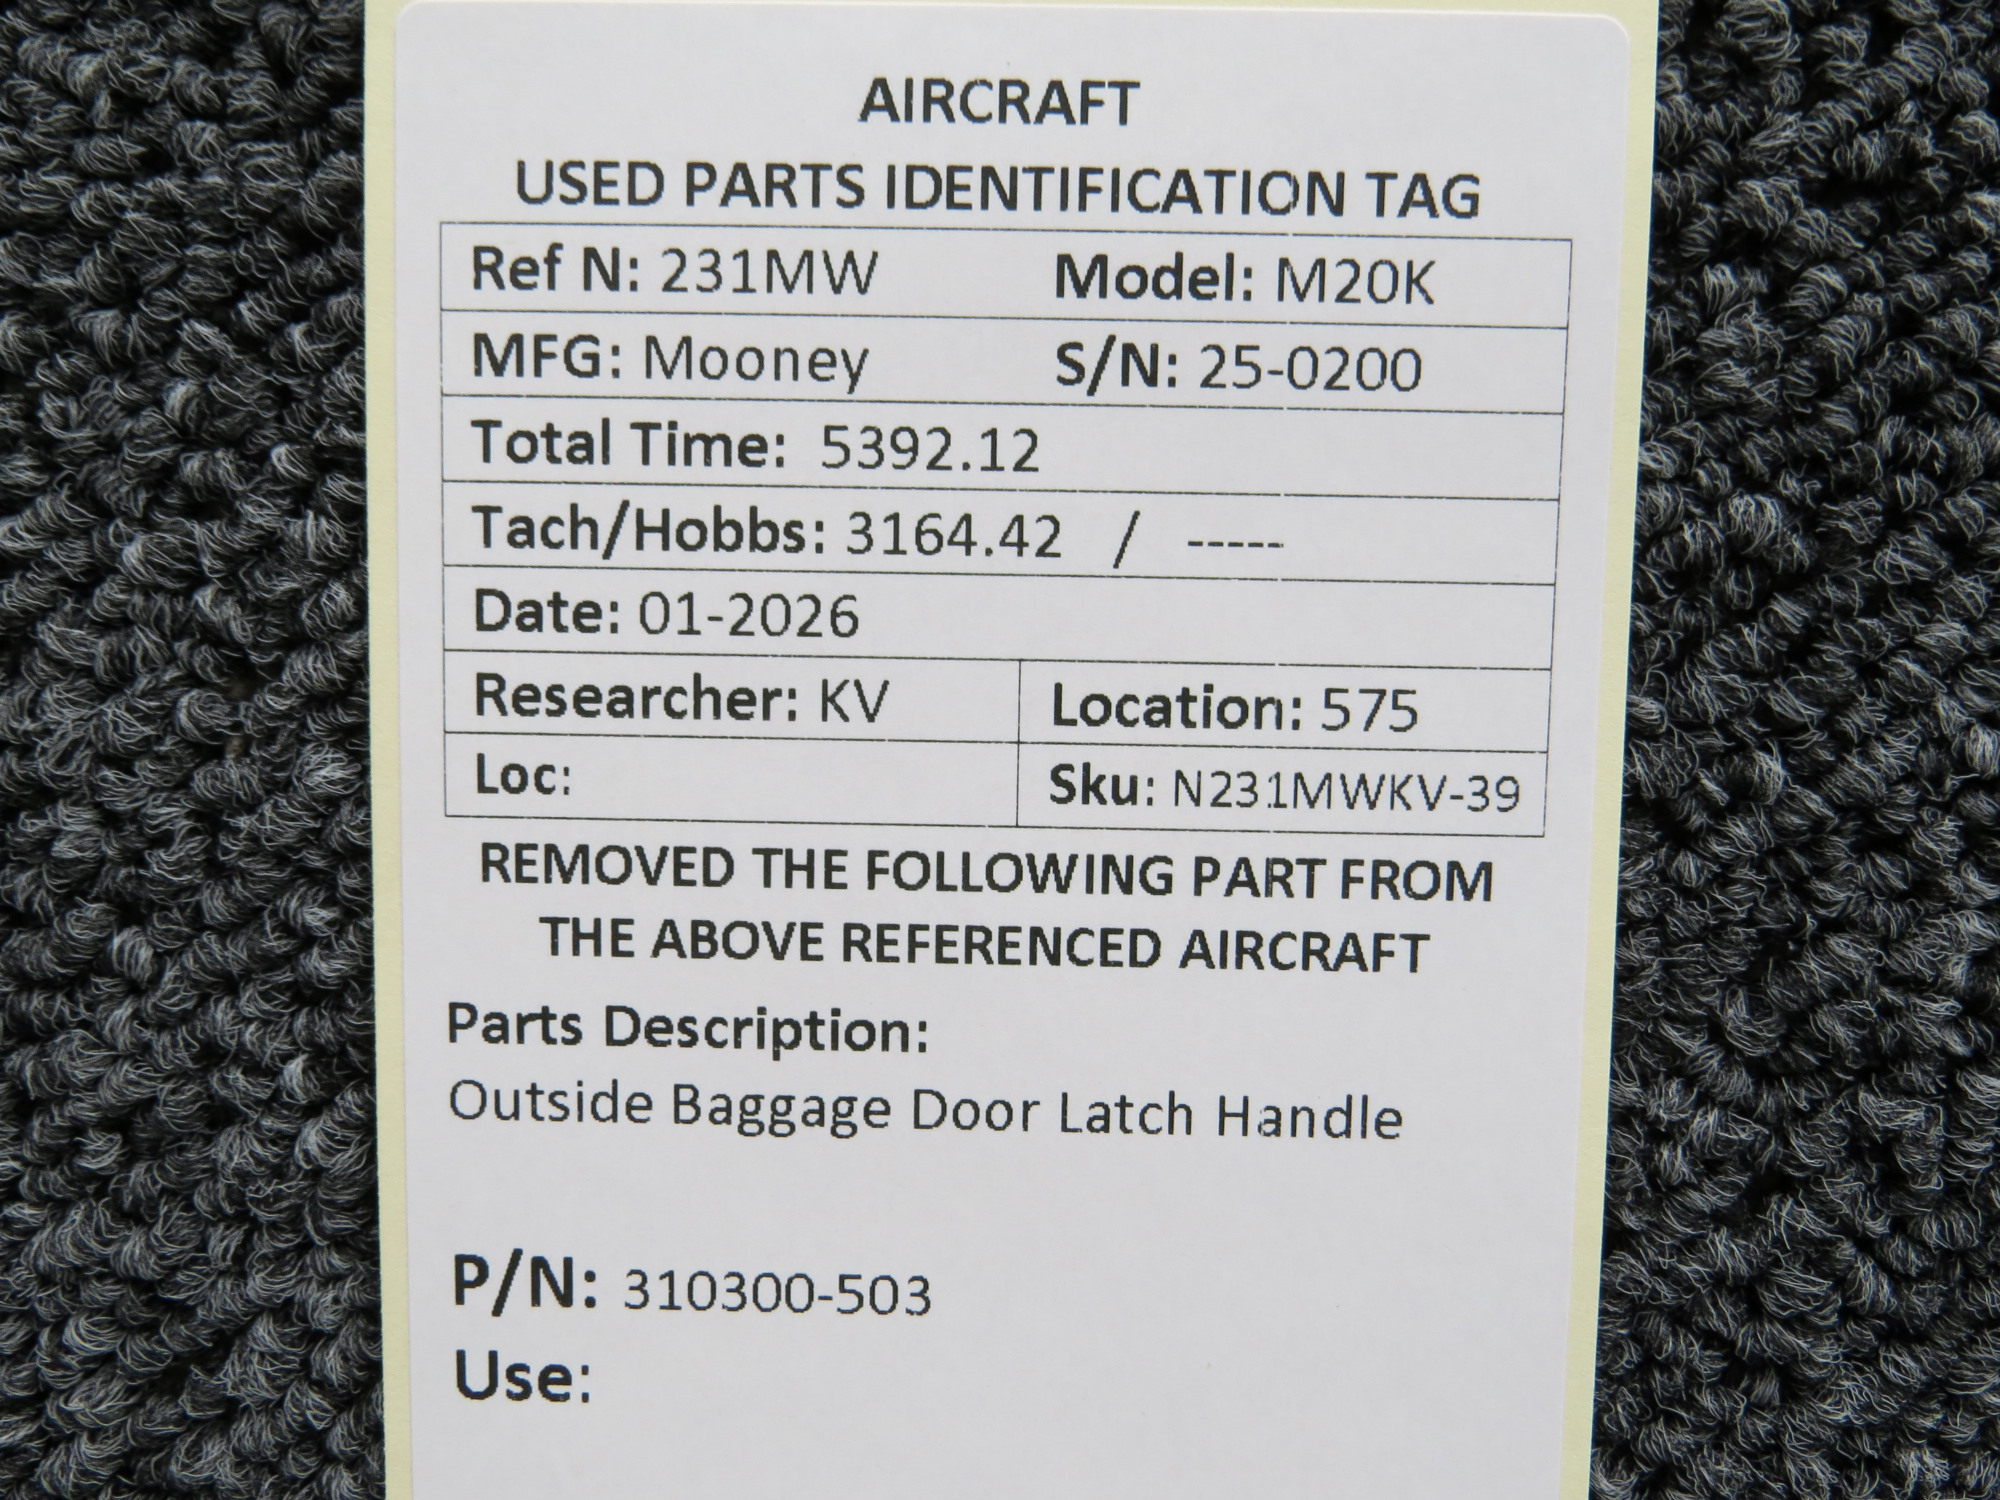 AIRCRAFT
USED PARTS IDENTIFICATION TAG
Ref N: 231MW Model: M20K
MFG: Mooney S/N: 25-0200
Total Time: 5392.12
Tach/Hobbs: 3164.42 / -----
Date: 01-2026
Researcher: KV Location: 575
Loc: Sku: N231MWKV-39
REMOVED THE FOLLOWING PART FROM
THE ABOVE REFERENCED AIRCRAFT
Parts Description:
Outside Baggage Door Latch Handle
P/N: 310300-503
Use: